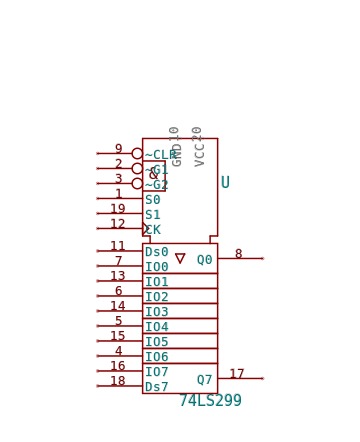 GND 10
VCC 20
9 ~CLR
2 ~G1
&
3 ~G2
U
1 S0
19 S1
12 CK
11 Ds0
Q0 8
7 IO0
13 IO1
6 IO2
14 IO3
5 IO4
15 IO5
4 IO6
16 IO7
Q7 17
18 Ds7
74LS299